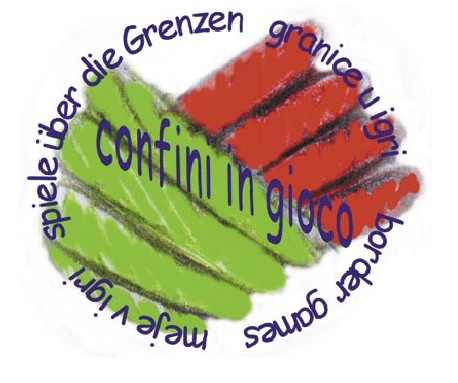 spiele über die Grenzen
granice u igri
confini in gioco
border games
meje v igri